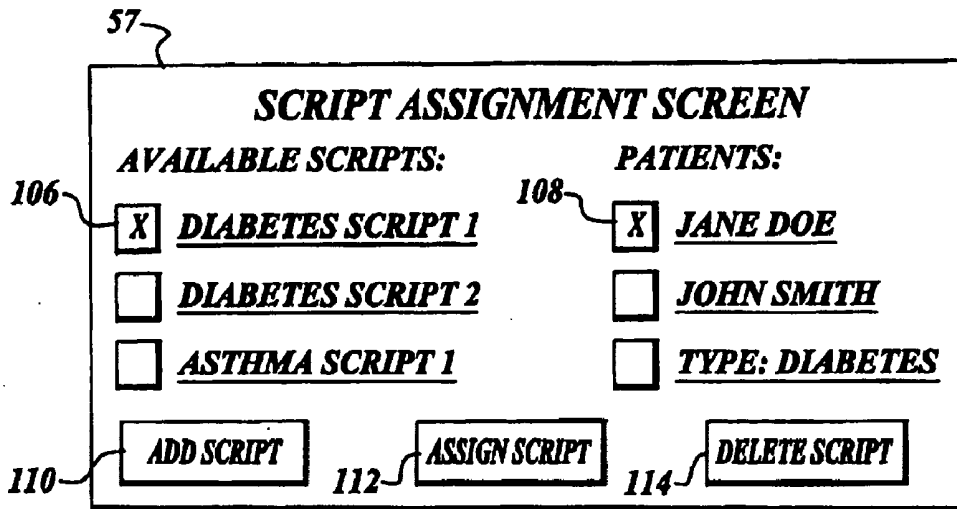 57
SCRIPT ASSIGNMENT SCREEN
AVAILABLE SCRIPTS: PATIENTS:
106 X DIABETES SCRIPT 1 108 X JANE DOE
DIABETES SCRIPT 2 JOHN SMITH
ASTHMA SCRIPT 1 TYPE: DIABETES
ADD SCRIPT ASSIGN SCRIPT DELETE SCRIPT
110 112 114